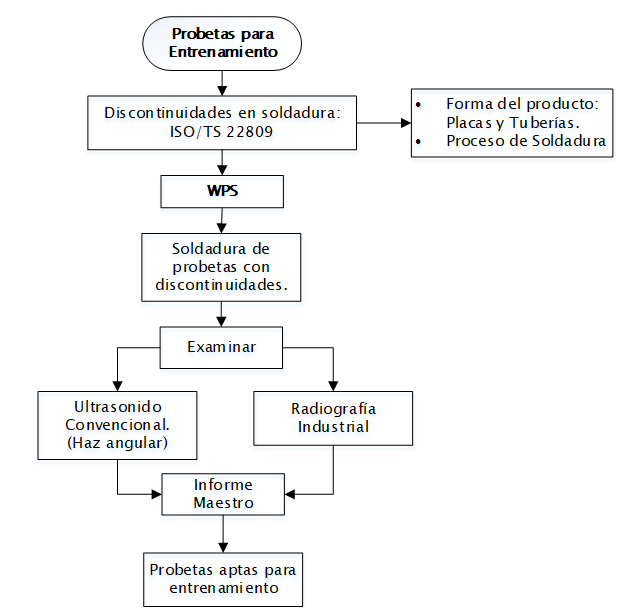 Probetas para
Entrenamiento
Discontinuidades en soldadura:
ISO/TS 22809
• Forma del producto:
Placas y Tuberías.
• Proceso de Soldadura
WPS
Soldadura de
probetas con
discontinuidades.
Examinar
Ultrasonido
Convencional.
(Haz angular)
Radiografía
Industrial
Informe
Maestro
Probetas aptas para
entrenamiento